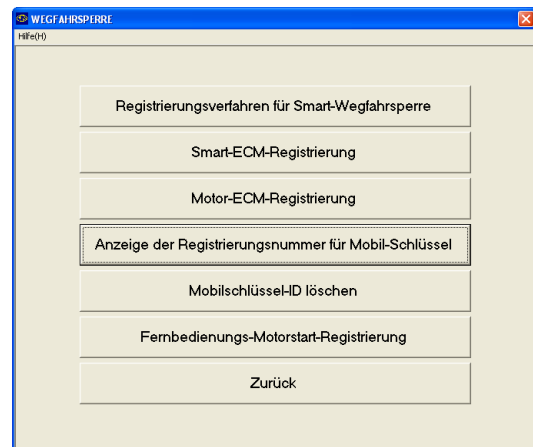 WEGFAHRSPERRE
Hilfe(H)
Registrierungsverfahren für Smart-Wegfahrsperre
Smart-ECM-Registrierung
Motor-ECM-Registrierung
Anzeige der Registrierungsnummer für Mobil-Schlüssel
Mobilschlüssel-ID löschen
Fernbedienungs-Motorstart-Registrierung
Zurück